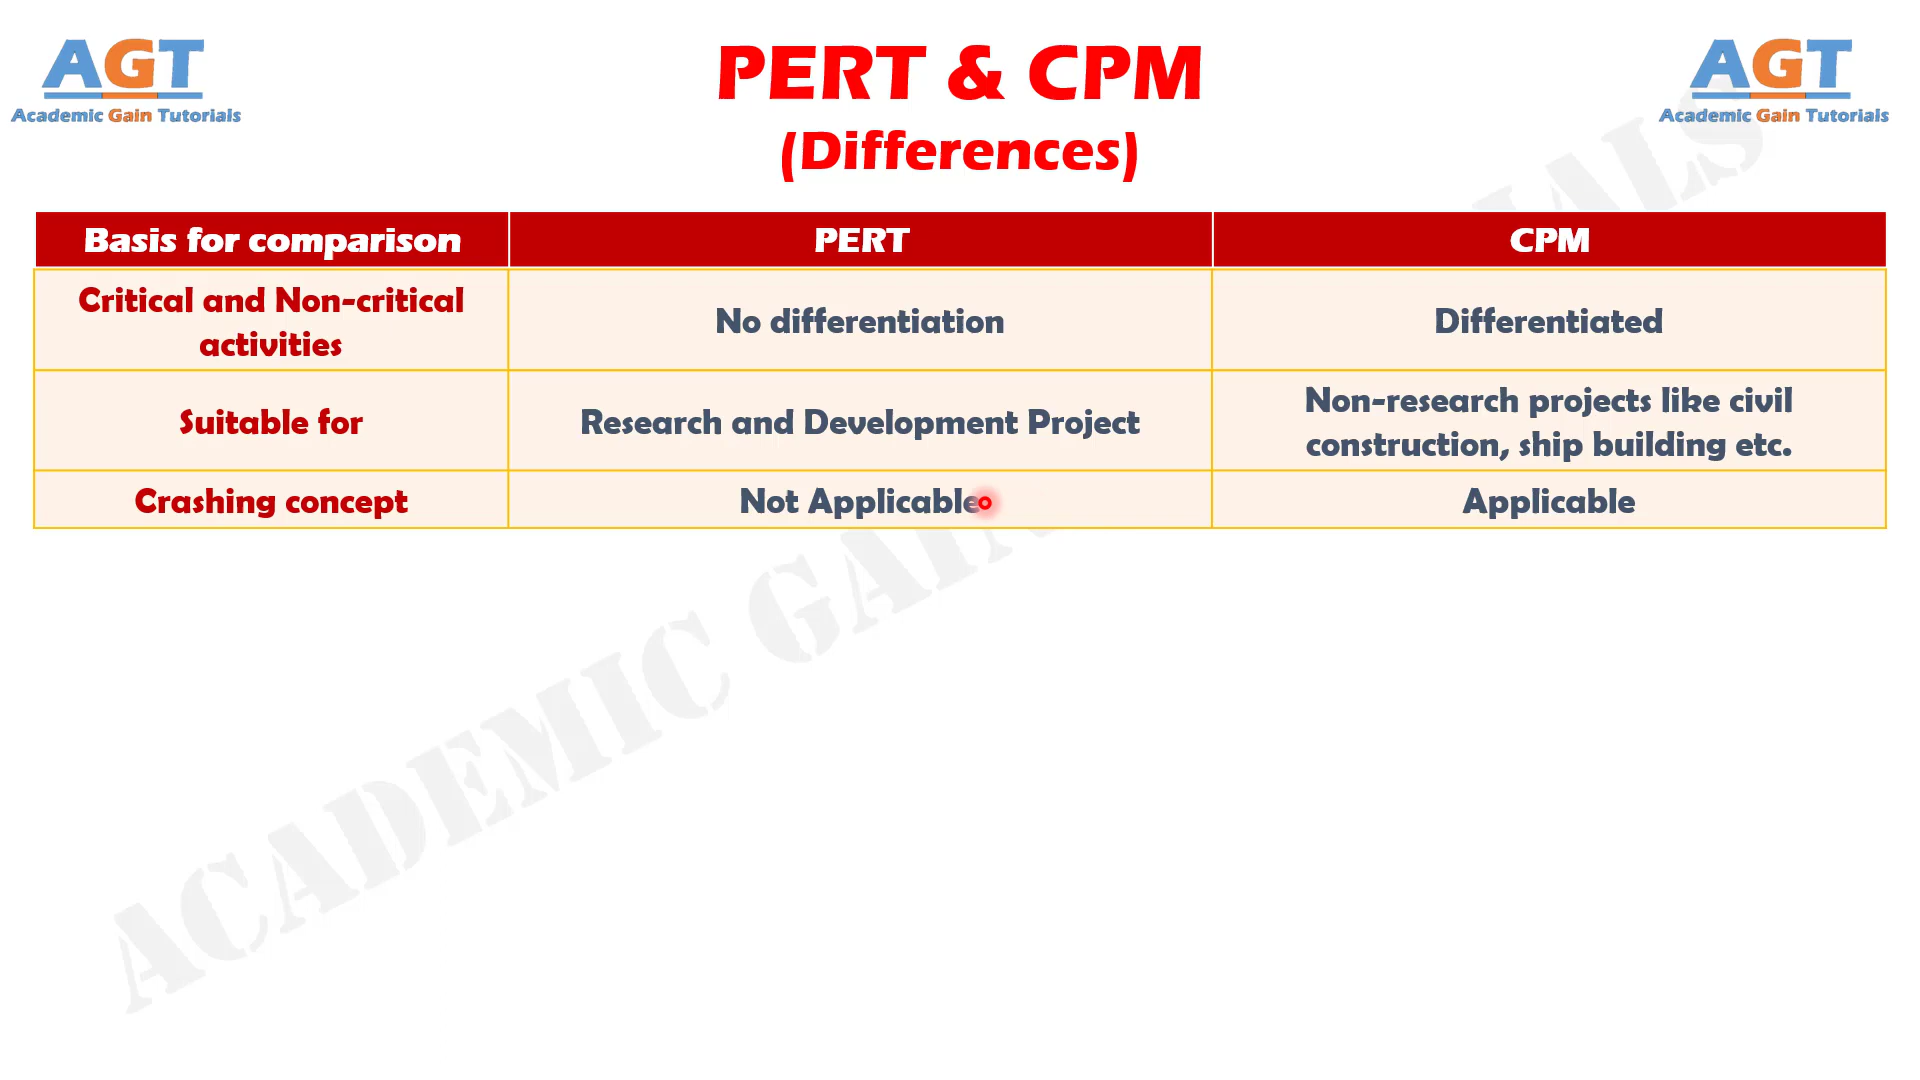 AGT
Academic Gain Tutorials
PERT & CPM
(Differences)
AGT
Academic Gain Tutorials
Basis for comparison PERT CPM
Critical and Non-critical
activities
No differentiation
Differentiated
Suitable for
Research and Development Project
Non-research projects like civil
construction, ship building etc.
Crashing concept Not Applicable Applicable
ACADEMIC GAIN
IALS